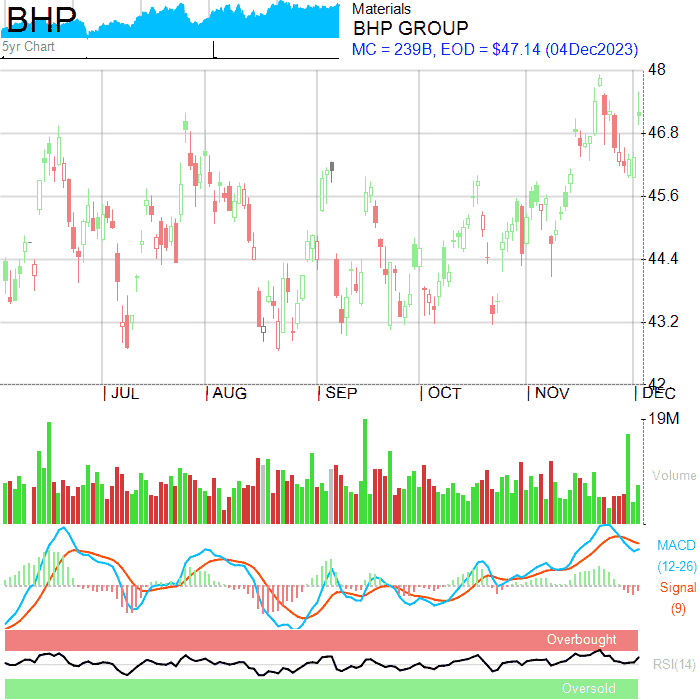 BHP
5yr Chart
Materials
BHP GROUP
MC = 239B, EOD = $47.14 (04Dec2023)
48
46.8
45.6
44.4
43.2
42
JUL AUG SEP OCT NOV DEC
19M
Volume
MACD
(12-26)
Signal
(9)
Overbought
RSI(14)
Oversold